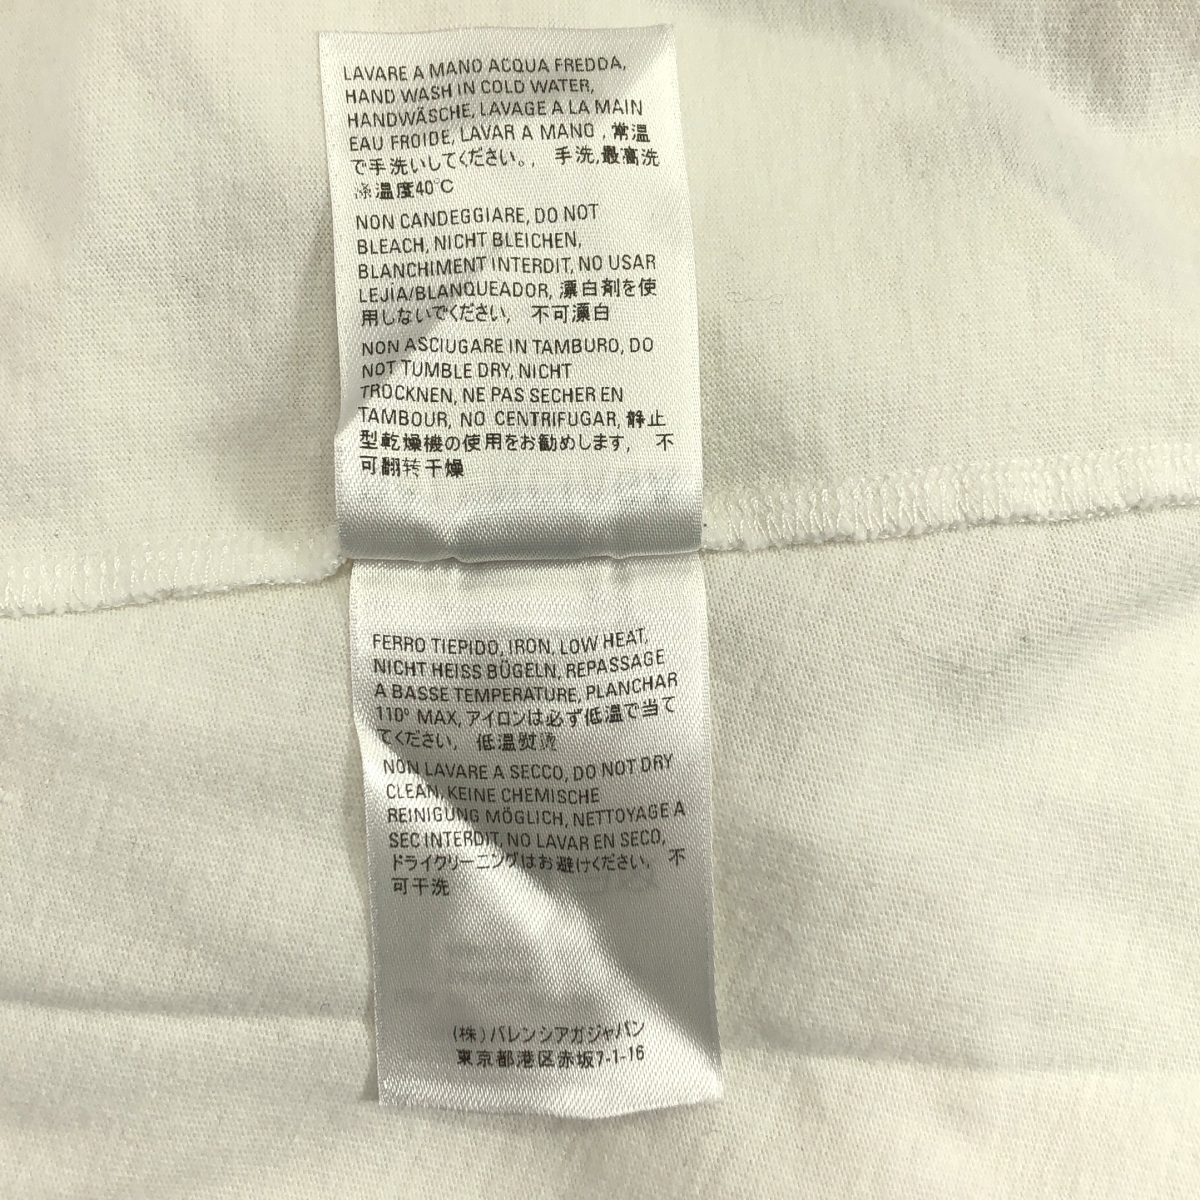 LAVARE A MANO ACQUA FREDDA,
HAND WASH IN COLD WATER,
HANDWÄSCHE, LAVAGE A LA MAIN
EAU FROIDE, LAVAR A MANO , 常温
で手洗いしてください。, 手洗,最高洗
涤温度40°C
NON CANDEGGIARE, DO NOT
BLEACH, NICHT BLEICHEN,
BLANCHIMENT INTERDIT, NO USAR
LEJIA/BLANQUEADOR, 漂白剤を使
用しないでください, 不可漂白
NON ASCIUGARE IN TAMBURO, DO
NOT TUMBLE DRY, NICHT
TROCKNEN, NE PAS SECHER EN
TAMBOUR, NO CENTRIFUGAR, 静止
型乾燥機の使用をお勧めします, 不
可翻转干燥
FERRO TIEPIDO, IRON, LOW HEAT,
NICHT HEISS BÜGELN, REPASSAGE
A BASSE TEMPERATURE, PLANCHAR
110° MAX, アイロンは必ず低温で当て
てください, 低温熨烫
NON LAVARE A SECCO, DO NOT DRY
CLEAN, KEINE CHEMISCHE
REINIGUNG MÖGLICH, NETTOYAGE A
SEC INTERDIT, NO LAVAR EN SECO,
ドライクリーニングはお避けください, 不
可干洗
(株)バレンシアガジャパン
東京都港区赤坂7-1-16